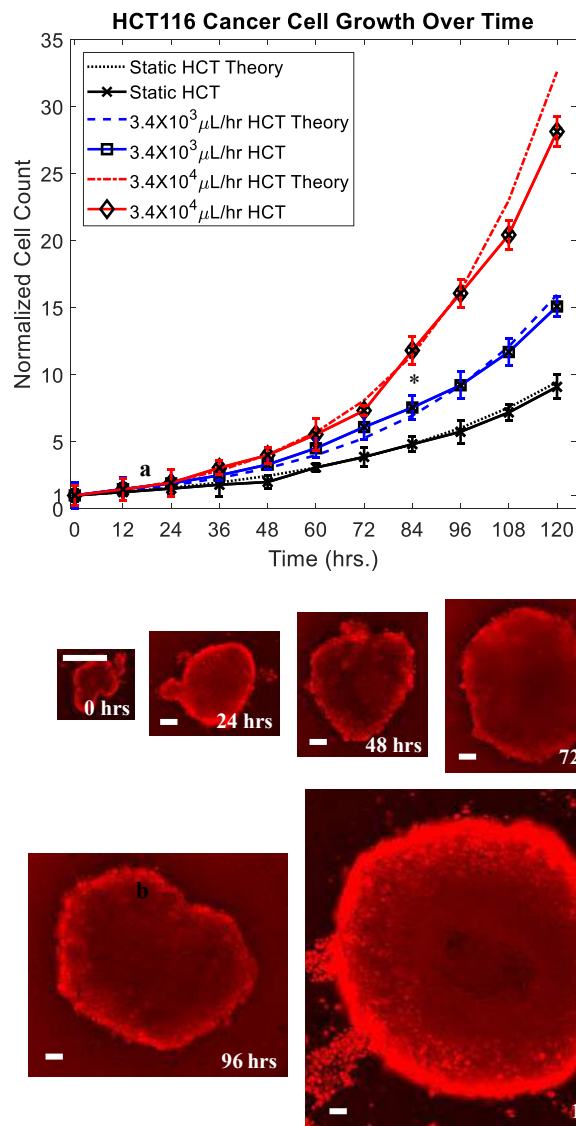 HCT116 Cancer Cell Growth Over Time
35
30
25
20
15
10
5
1
0
Normalized Cell Count
Static HCT Theory
Static HCT
3.4X10³μL/hr HCT Theory
3.4X10³μL/hr HCT
3.4X10⁴μL/hr HCT Theory
3.4X10⁴μL/hr HCT
*
a
0 12 24 36 48 60 72 84 96 108 120
Time (hrs.)
0 hrs
24 hrs
48 hrs
72
b
96 hrs
1